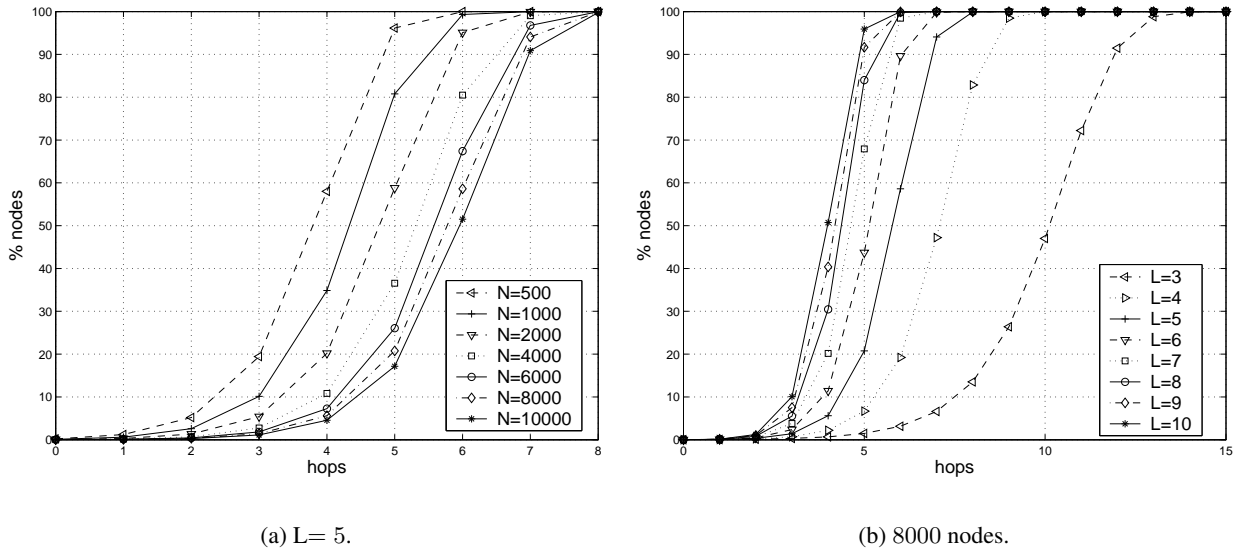 100
90
80
70
60
50
40
30
20
10
0
% nodes
0 1 2 3 4 5 6 7 8
hops
N=500
N=1000
N=2000
N=4000
N=6000
N=8000
N=10000
(a) L= 5.
100
90
80
70
60
50
40
30
20
10
0
% nodes
0 5 10 15
hops
L=3
L=4
L=5
L=6
L=7
L=8
L=9
L=10
(b) 8000 nodes.